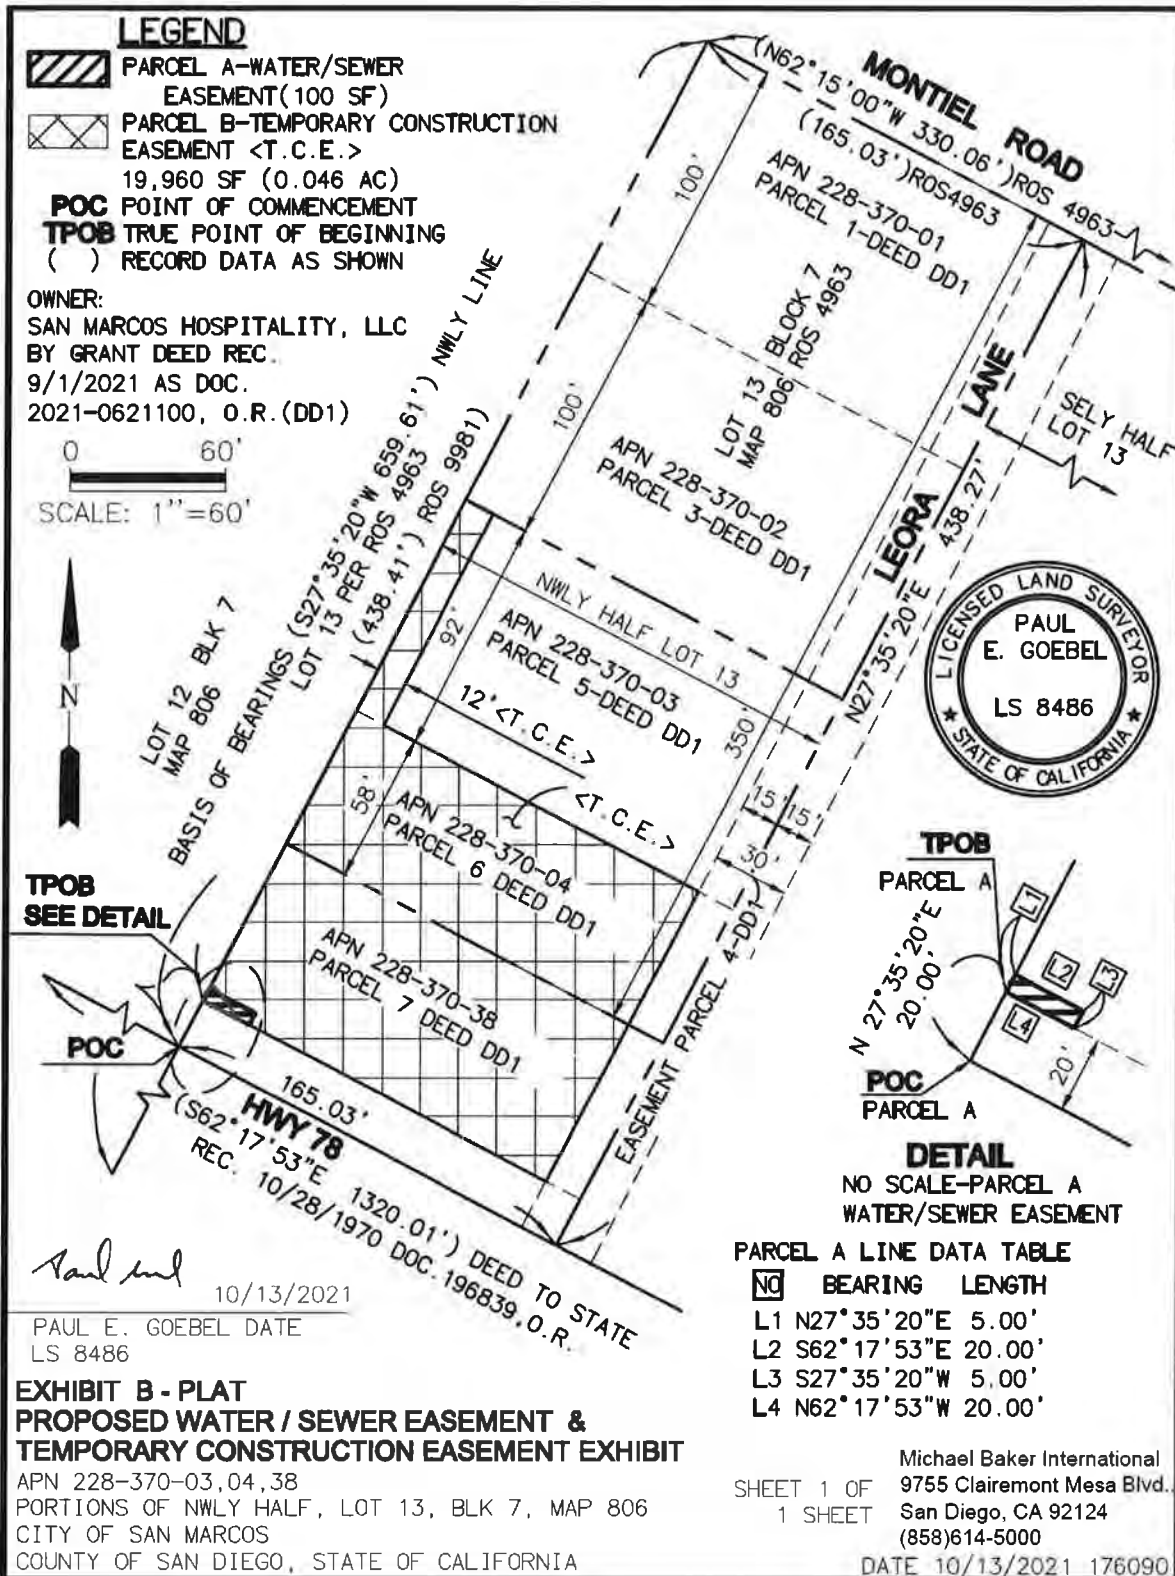 LEGEND
PARCEL A-WATER/SEWER
EASEMENT(100 SF)
PARCEL B-TEMPORARY CONSTRUCTION
EASEMENT <T.C.E.>
19,960 SF (0.046 AC)
POC POINT OF COMMENCEMENT
TPOB TRUE POINT OF BEGINNING
( ) RECORD DATA AS SHOWN
OWNER:
SAN MARCOS HOSPITALITY, LLC
BY GRANT DEED REC.
9/1/2021 AS DOC.
2021-0621100, O.R.(DD1)
0 60'
SCALE: 1''=60'
N
MONTIEL ROAD
(N62°15'00"W 330.06')ROS 4963
(165.03')ROS4963
APN 228-370-01
PARCEL 1-DEED DD1
100'
LOT 13 BLOCK 7
MAP 806 ROS 4963
100'
APN 228-370-02
PARCEL 3-DEED DD1
LEORA LANE
N27°35'20"E 438.27'
SELY HALF
LOT 13
BASIS OF BEARINGS (S27°35'20"W 659.61') NWLY LINE
LOT 13 PER ROS 4963
(438.41') ROS 9981)
LOT 12 BLK 7
MAP 806
NWLY HALF LOT 13
92'
APN 228-370-03
PARCEL 5-DEED DD1
350'
12'<T.C.E.>
<T.C.E.>
58'
APN 228-370-04
PARCEL 6 DEED DD1
15' 15'
30'
EASEMENT PARCEL 4-DD1
APN 228-370-38
PARCEL 7 DEED DD1
TPOB
SEE DETAIL
POC
165.03'
HWY 78
(S62°17'53"E 1320.01') DEED TO STATE
REC. 10/28/1970 DOC.196839,O.R.
LICENSED LAND SURVEYOR
PAUL
E. GOEBEL
LS 8486
STATE OF CALIFORNIA
TPOB
PARCEL A
L1
L2
L3
L4
N 27°35'20"E
20.00'
20'
POC
PARCEL A
DETAIL
NO SCALE-PARCEL A
WATER/SEWER EASEMENT
PARCEL A LINE DATA TABLE
NO BEARING LENGTH
L1 N27°35'20"E 5.00'
L2 S62°17'53"E 20.00'
L3 S27°35'20"W 5.00'
L4 N62°17'53"W 20.00'
10/13/2021
PAUL E. GOEBEL DATE
LS 8486
EXHIBIT B - PLAT
PROPOSED WATER / SEWER EASEMENT &
TEMPORARY CONSTRUCTION EASEMENT EXHIBIT
APN 228-370-03,04,38
PORTIONS OF NWLY HALF, LOT 13, BLK 7, MAP 806
CITY OF SAN MARCOS
COUNTY OF SAN DIEGO, STATE OF CALIFORNIA
SHEET 1 OF
1 SHEET
Michael Baker International
9755 Clairemont Mesa Blvd.
San Diego, CA 92124
(858)614-5000
DATE 10/13/2021 176090